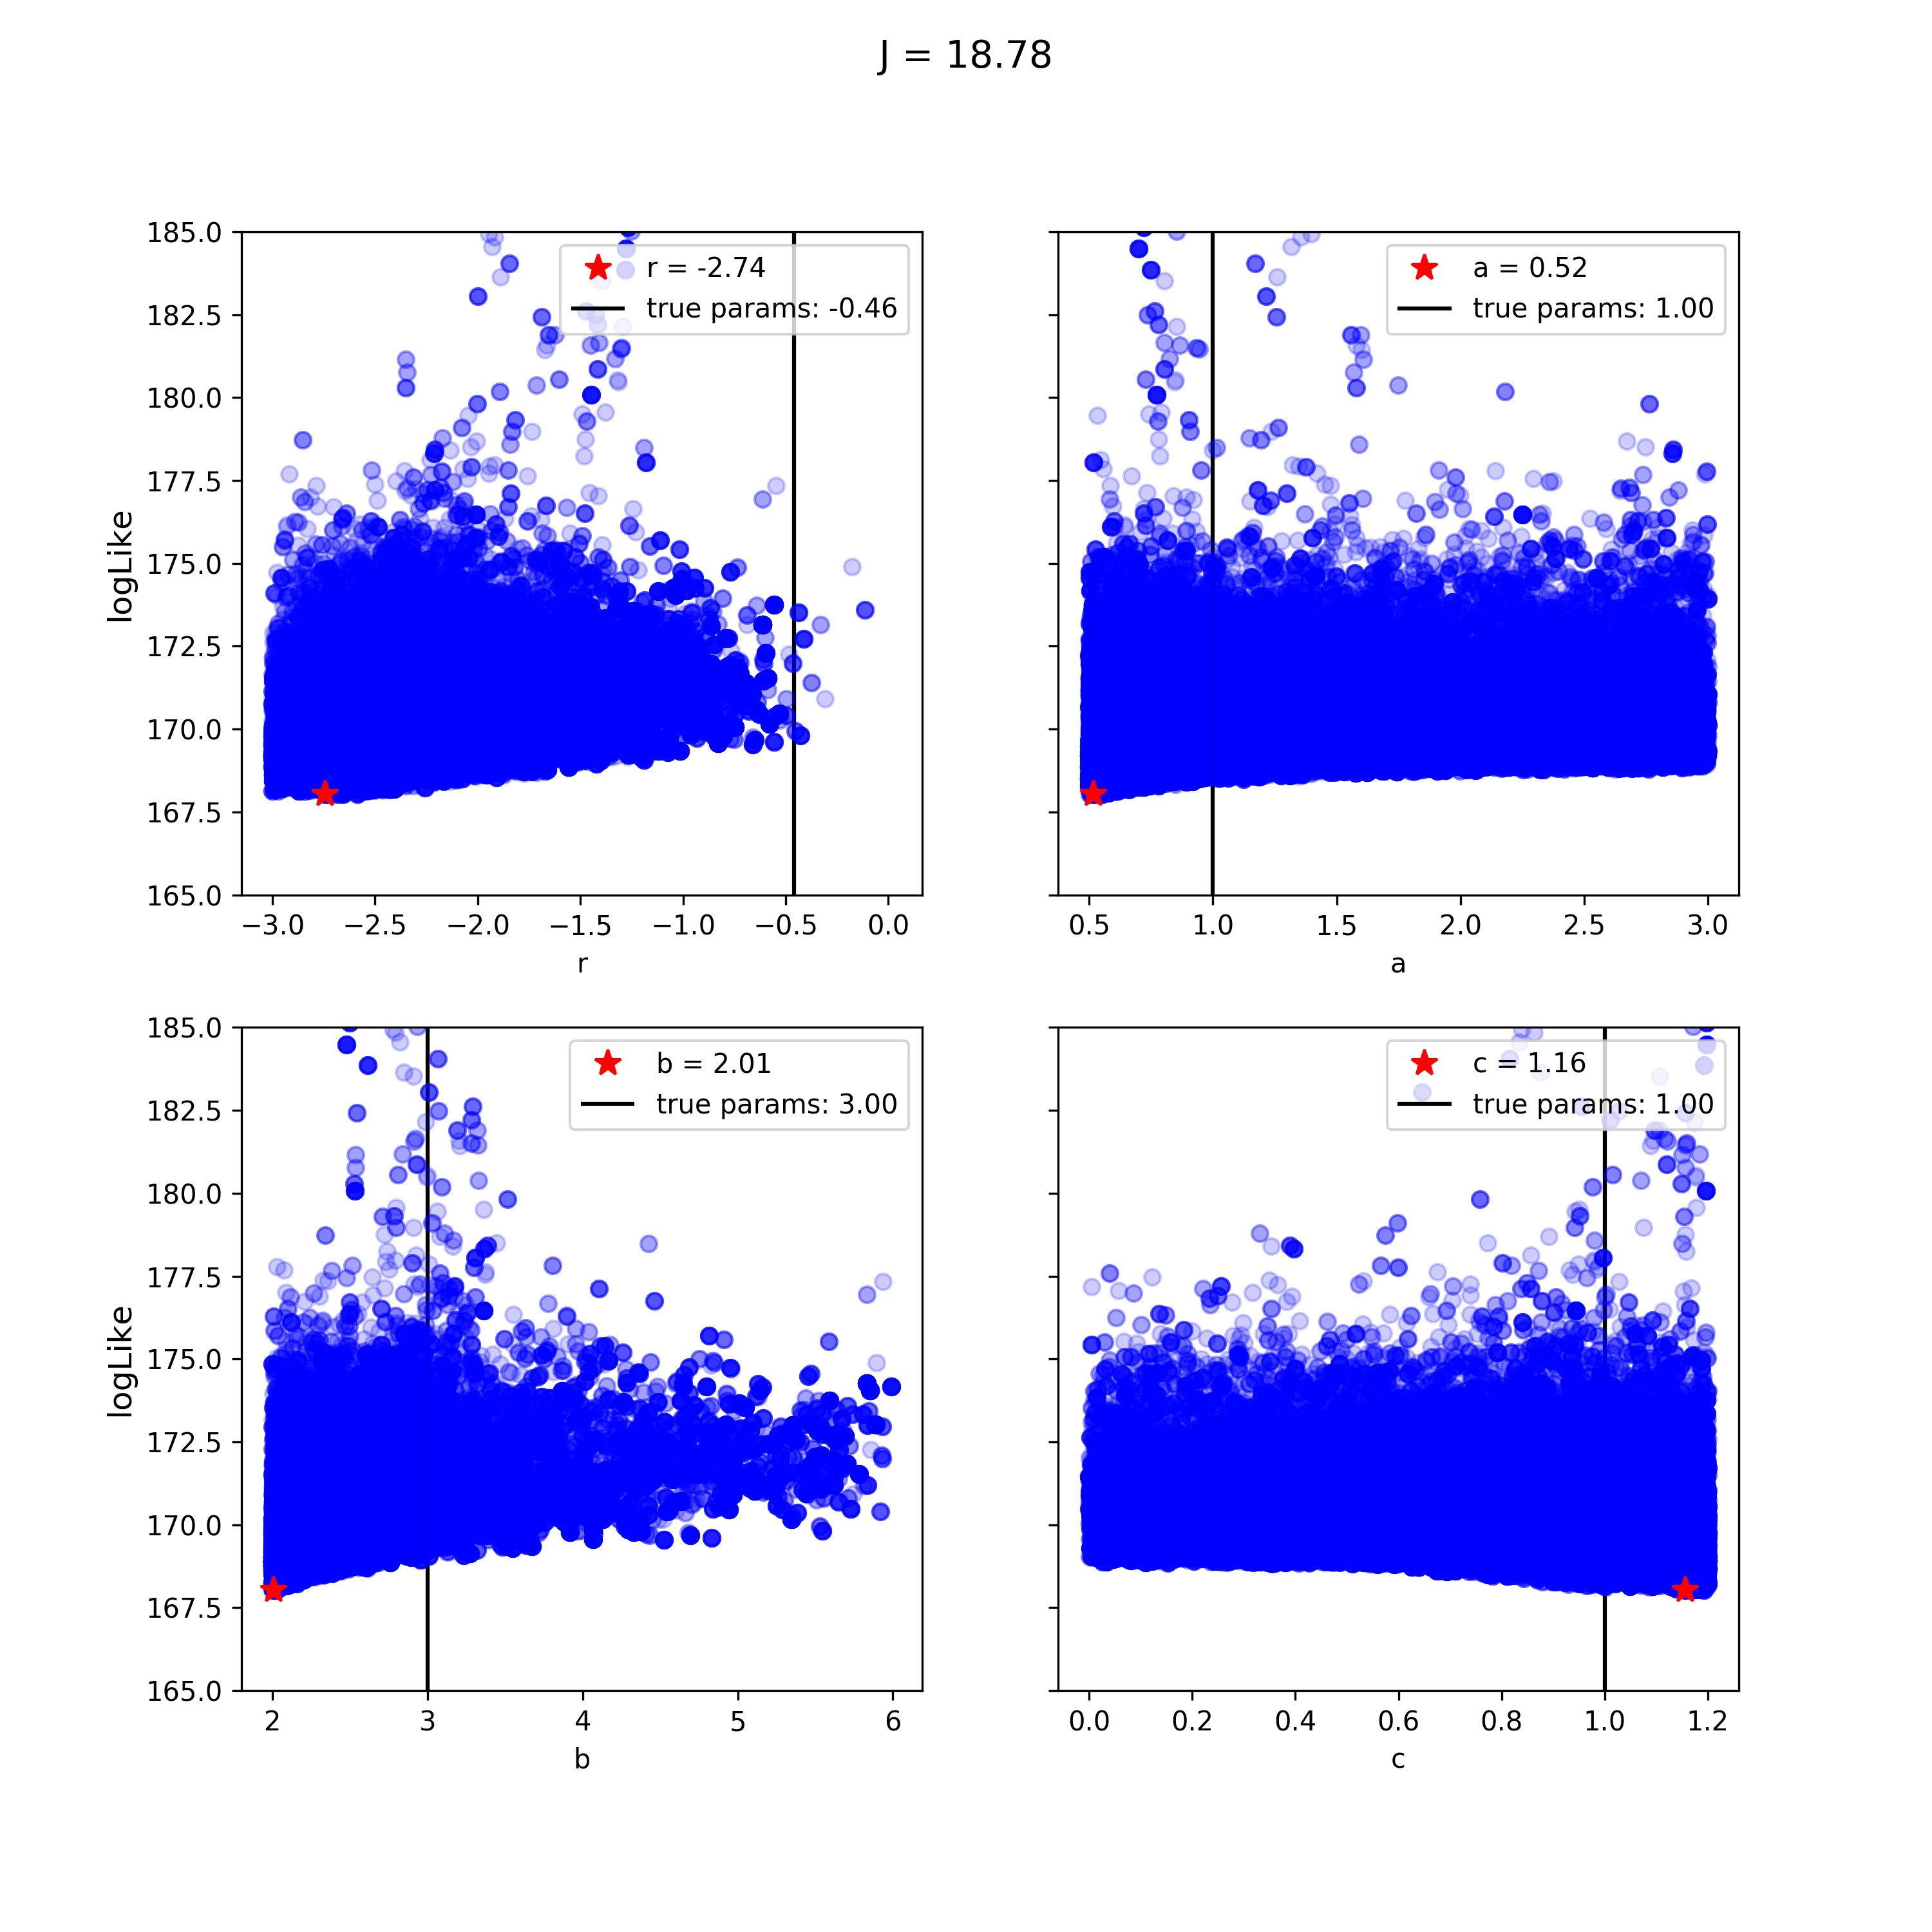 J = 18.78
185.0
182.5
180.0
177.5
175.0
172.5
170.0
167.5
165.0
logLike
r = -2.74
true params: -0.46
−3.0 −2.5 −2.0 −1.5 −1.0 −0.5 0.0
r
a = 0.52
true params: 1.00
0.5 1.0 1.5 2.0 2.5 3.0
a
185.0
182.5
180.0
177.5
175.0
172.5
170.0
167.5
165.0
logLike
b = 2.01
true params: 3.00
2 3 4 5 6
b
c = 1.16
true params: 1.00
0.0 0.2 0.4 0.6 0.8 1.0 1.2
c